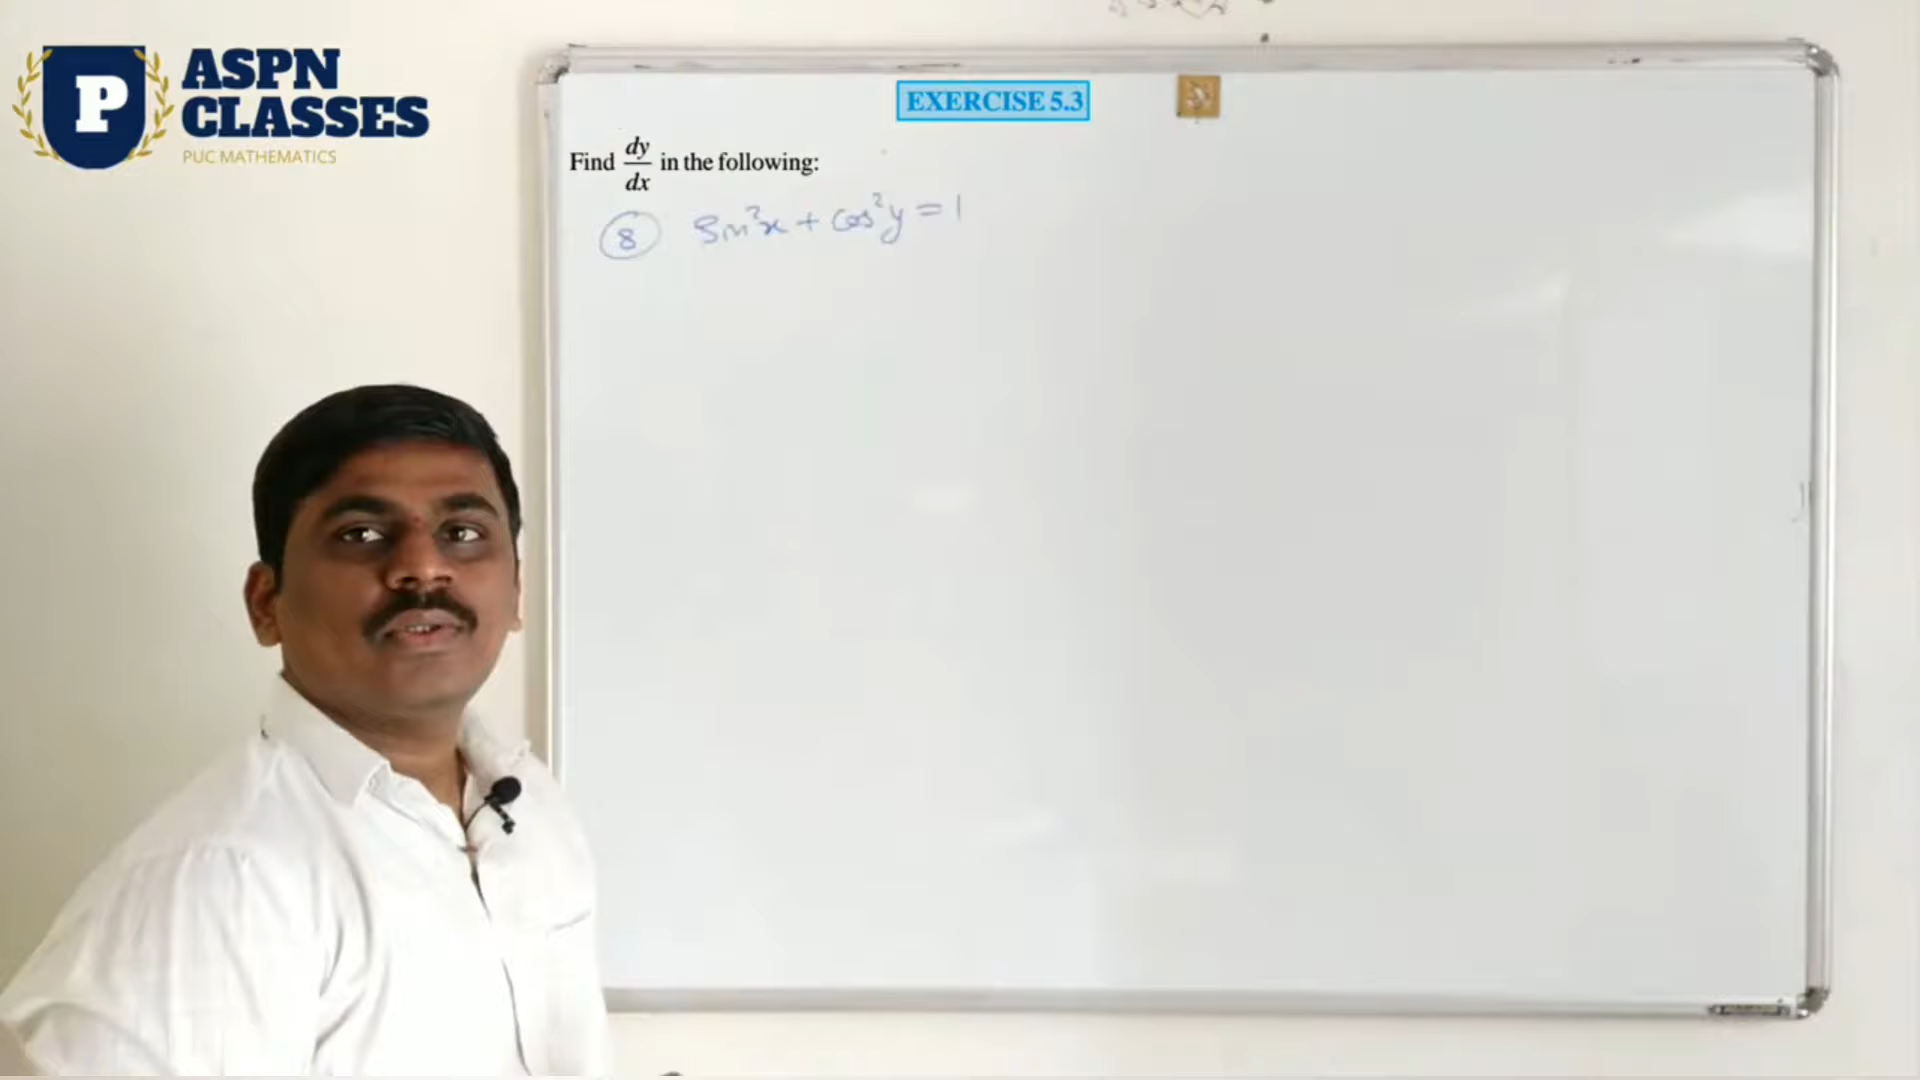 P
ASPN
CLASSES
PUC MATHEMATICS
EXERCISE 5.3
Find dy/dx in the following:
8 Sin²x + Cos²y = 1